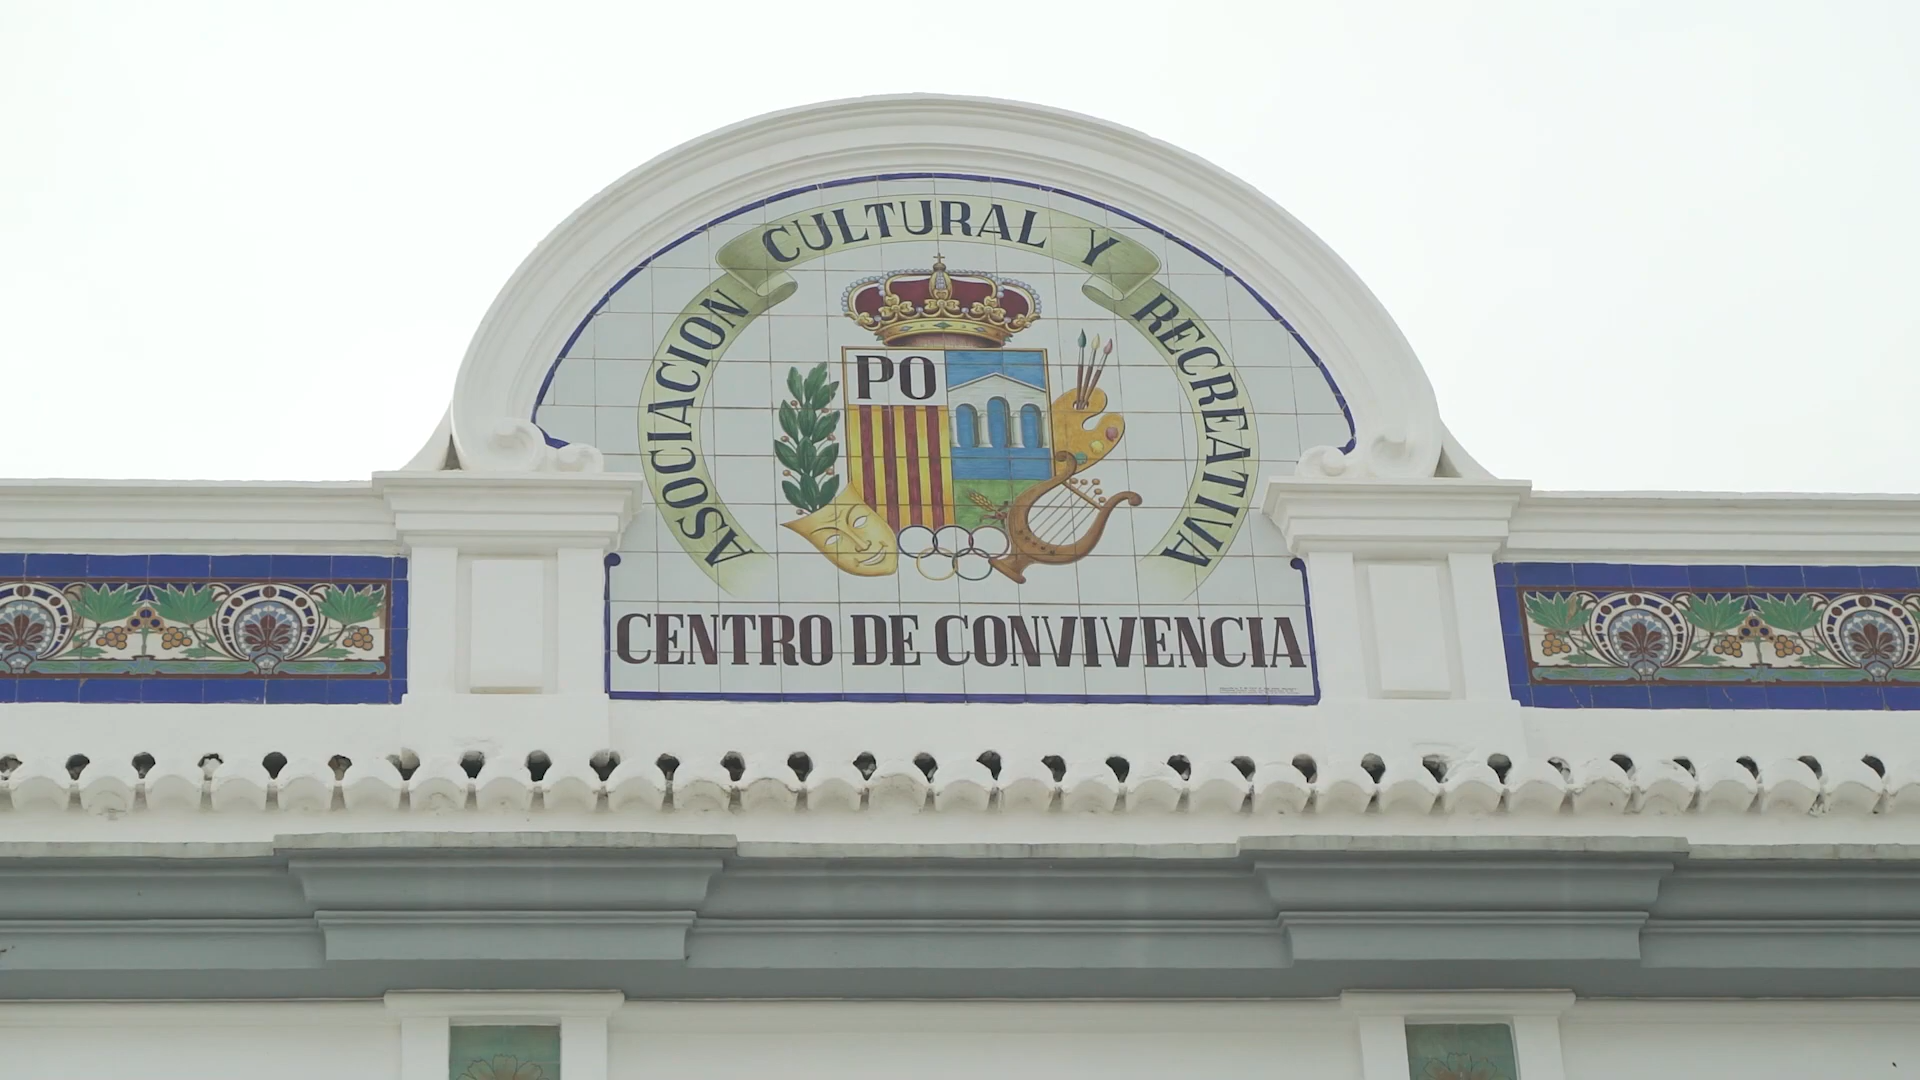 ASOCIACION CULTURAL Y RECREATIVA
PO
CENTRO DE CONVIVENCIA